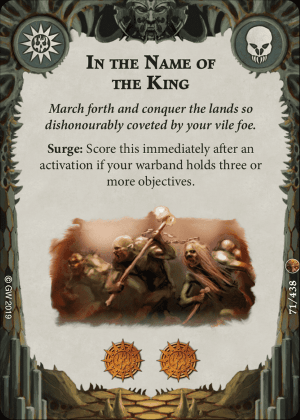 In the Name of
the King
March forth and conquer the lands so
dishonourably coveted by your vile foe.
Surge: Score this immediately after an
activation if your warband holds three or
more objectives.
© GW 2019
71/438